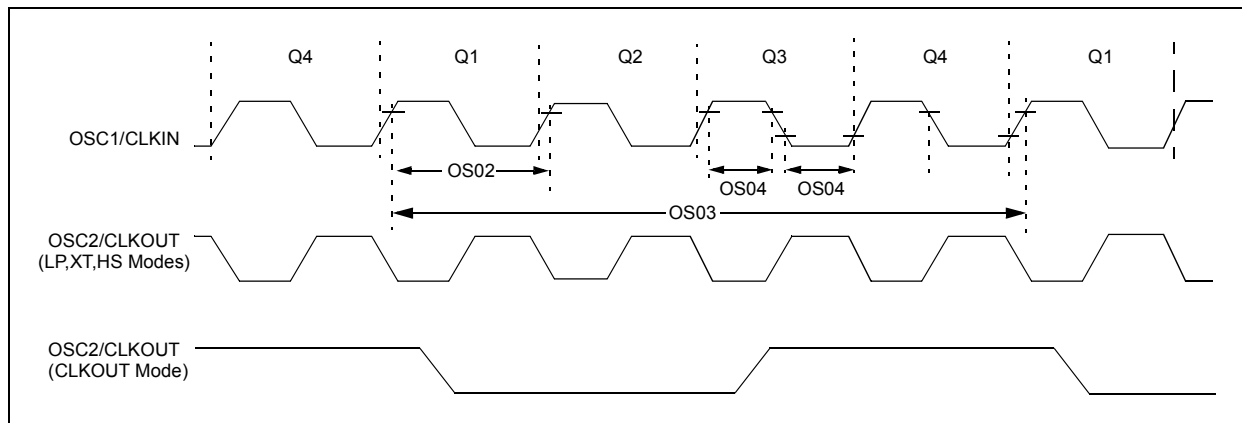 Q4 Q1 Q2 Q3 Q4 Q1
OSC1/CLKIN
OS02
OS04 OS04
OS03
OSC2/CLKOUT
(LP,XT,HS Modes)
OSC2/CLKOUT
(CLKOUT Mode)